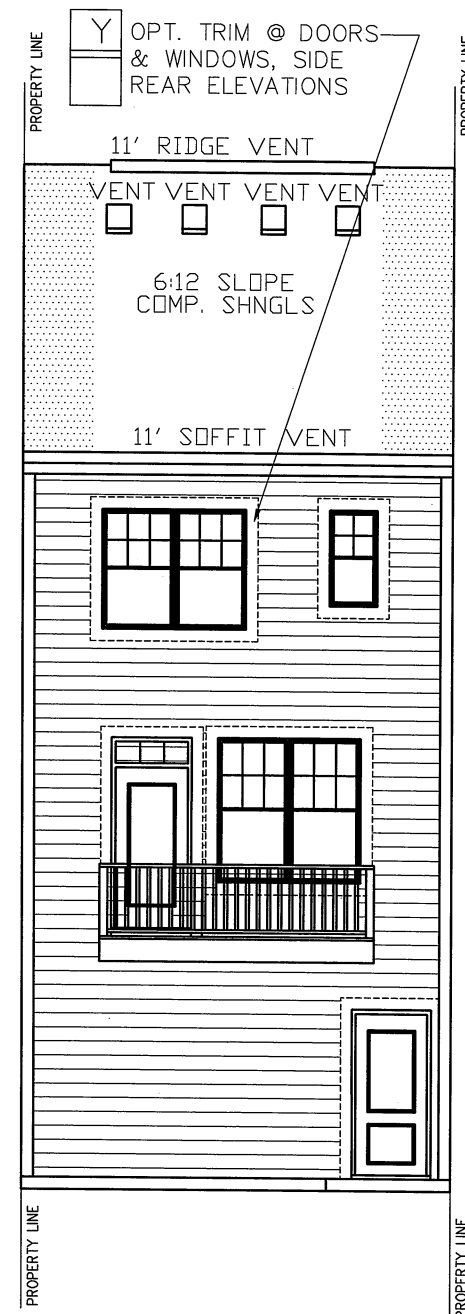 Y OPT. TRIM @ DOORS
& WINDOWS, SIDE
REAR ELEVATIONS
PROPERTY LINE
PROPERTY LINE
11' RIDGE VENT
VENT VENT VENT VENT
6:12 SLOPE
COMP. SHNGLS
11' SOFFIT VENT
PROPERTY LINE
PROPERTY LINE